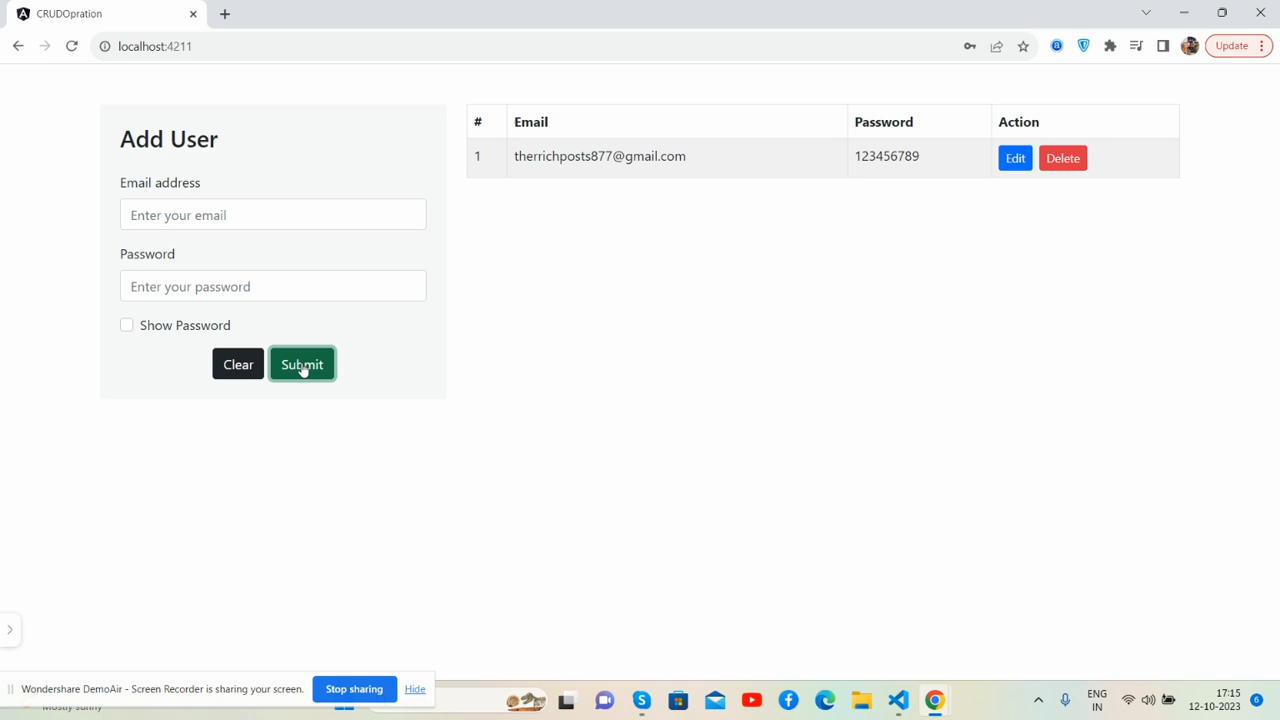 CRUDOpration
localhost:4211
Update
Add User
Email address
Enter your email
Password
Enter your password
Show Password
Clear Submit
# Email Password Action
1 therrichposts877@gmail.com 123456789 Edit Delete
Wondershare DemoAir - Screen Recorder is sharing your screen. Stop sharing Hide
Mostly sunny
ENG
IN
17:15
12-10-2023
6